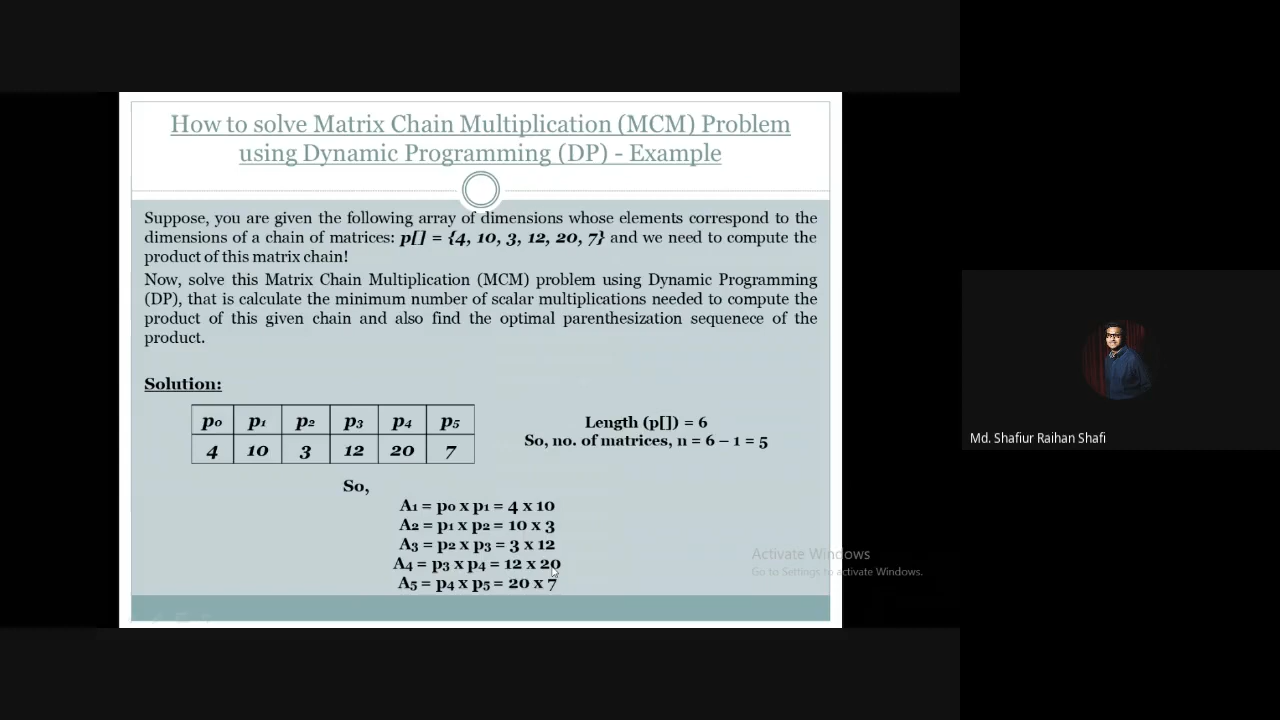 How to solve Matrix Chain Multiplication (MCM) Problem
using Dynamic Programming (DP) - Example
Suppose, you are given the following array of dimensions whose elements correspond to the
dimensions of a chain of matrices: p[] = {4, 10, 3, 12, 20, 7} and we need to compute the
product of this matrix chain!
Now, solve this Matrix Chain Multiplication (MCM) problem using Dynamic Programming
(DP), that is calculate the minimum number of scalar multiplications needed to compute the
product of this given chain and also find the optimal parenthesization sequenece of the
product.
Solution:
p0 p1 p2 p3 p4 p5
4 10 3 12 20 7
Length (p[]) = 6
So, no. of matrices, n = 6 – 1 = 5
So,
A1 = p0 x p1 = 4 x 10
A2 = p1 x p2 = 10 x 3
A3 = p2 x p3 = 3 x 12
A4 = p3 x p4 = 12 x 20
A5 = p4 x p5 = 20 x 7
Activate Windows
Go to Settings to activate Windows.
Md. Shafiur Raihan Shafi